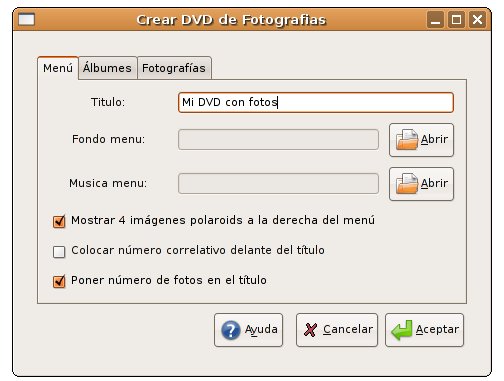 Crear DVD de Fotografias
Menú Álbumes Fotografías
Titulo: Mi DVD con fotos
Fondo menu: Abrir
Musica menu: Abrir
Mostrar 4 imágenes polaroids a la derecha del menú
Colocar número correlativo delante del título
Poner número de fotos en el título
Ayuda Cancelar Aceptar